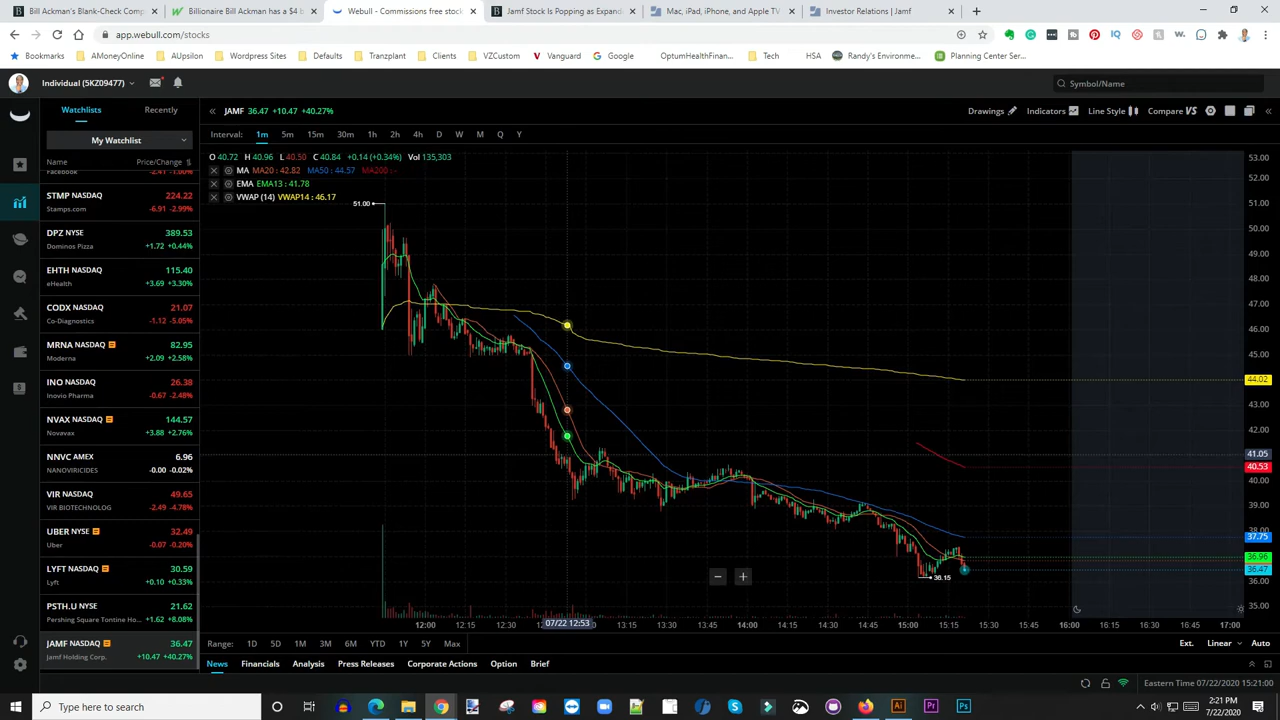 Bill Ackman's Blank-Check Comp
Billionaire Bill Ackman has a $4 b
Webull - Commissions free stock
Jamf Stock Is Popping as Expand
Mac, iPad, iPhone, and Apple TV
Investor Relations | Jamf
app.webull.com/stocks
Bookmarks
AMoneyOnline
AUpsilon
Wordpress Sites
Defaults
Tranzplant
Clients
VZCustom
Vanguard
Google
OptumHealthFinan...
Tech
HSA
Randy's Environme...
Planning Center Ser...
Individual (5KZ09477)
Symbol/Name
Watchlists
Recently
JAMF 36.47 +10.47 +40.27%
Drawings
Indicators
Line Style
Compare VS
My Watchlist
Interval: 1m 5m 15m 30m 1h 2h 4h D W M Q Y
Name
Price/Change
O 40.72 H 40.96 L 40.50 C 40.84 +0.14 (+0.34%) Vol 135,303
MA MA20 : 42.82 MA50 : 44.57 MA200 : -
EMA EMA13 : 41.78
VWAP (14) VWAP14 : 46.17
Facebook
-2.41 -1.00%
STMP NASDAQ 224.22
Stamps.com -6.91 -2.99%
DPZ NYSE 389.53
Dominos Pizza +1.72 +0.44%
EHTH NASDAQ 115.40
eHealth +3.69 +3.30%
CODX NASDAQ 21.07
Co-Diagnostics -1.12 -5.05%
MRNA NASDAQ 82.95
Moderna +2.09 +2.58%
INO NASDAQ 26.38
Inovio Pharma -0.67 -2.48%
NVAX NASDAQ 144.57
Novavax +3.88 +2.76%
NNVC AMEX 6.96
NANOVIRICIDES -0.00 -0.02%
VIR NASDAQ 49.65
VIR BIOTECHNOLOG -2.49 -4.78%
UBER NYSE 32.49
Uber -0.07 -0.20%
LYFT NASDAQ 30.59
Lyft +0.10 +0.33%
PSTH.U NYSE 21.62
Pershing Square Tontine Ho... +1.62 +8.08%
JAMF NASDAQ 36.47
Jamf Holding Corp. +10.47 +40.27%
51.00
36.15
53.00
52.00
51.00
50.00
49.00
48.00
47.00
46.00
45.00
44.02
43.00
42.00
41.05
40.53
40.00
39.00
38.00
37.75
36.96
36.47
36.00
35.00
12:00 12:15 12:30 07/22 12:53 13:15 13:30 13:45 14:00 14:15 14:30 14:45 15:00 15:15 15:30 15:45 16:00 16:15 16:30 16:45 17:00
Range: 1D 5D 1M 3M 6M YTD 1Y 5Y Max
Ext. Linear Auto
News Financials Analysis Press Releases Corporate Actions Option Brief
Eastern Time 07/22/2020 15:21:00
Type here to search
2:21 PM
7/22/2020